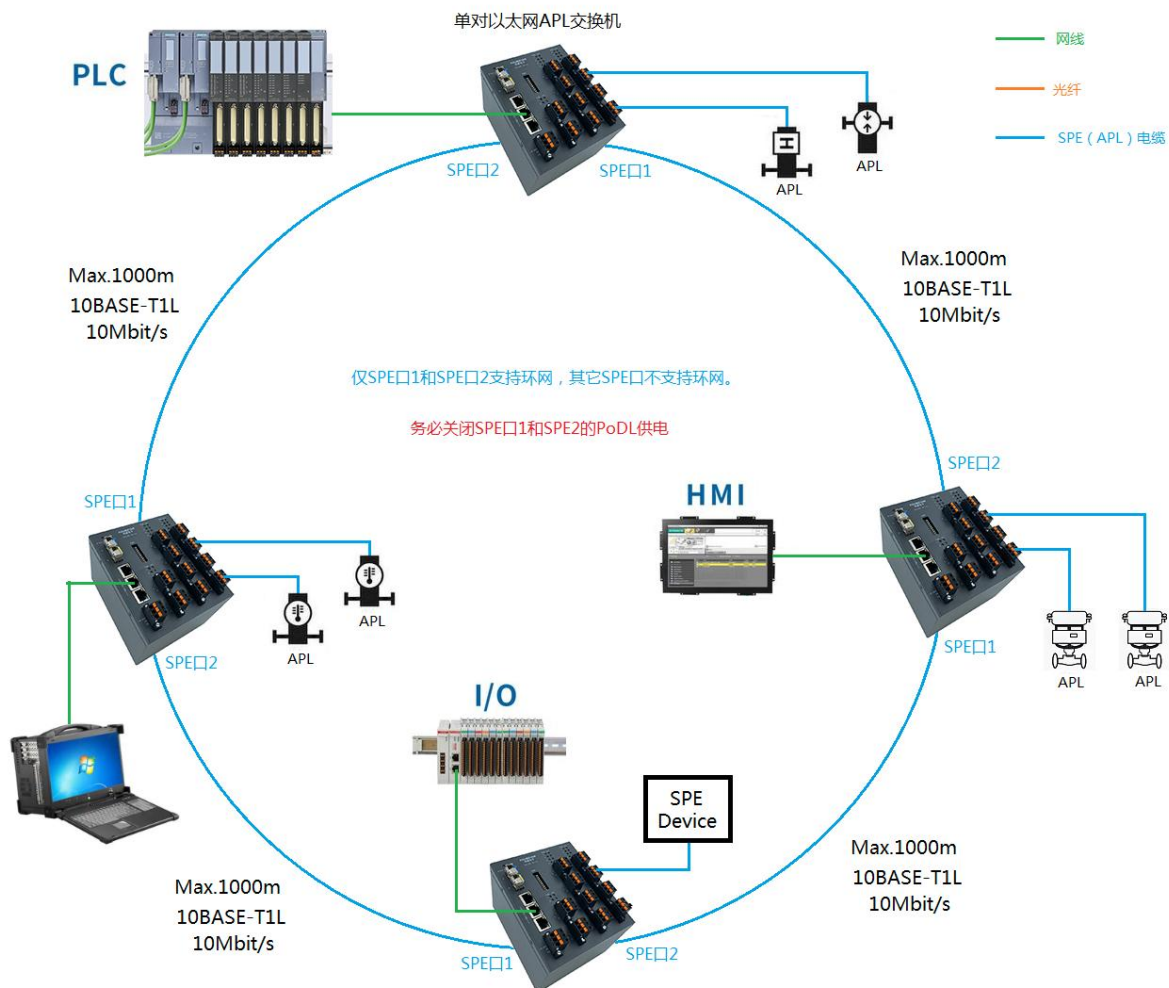 单对以太网APL交换机
PLC
网线
光纤
SPE（APL）电缆
SPE口2
SPE口1
APL
APL
Max.1000m
10BASE-T1L
10Mbit/s
Max.1000m
10BASE-T1L
10Mbit/s
仅SPE口1和SPE口2支持环网，其它SPE口不支持环网。
务必关闭SPE口1和SPE2的PoDL供电
SPE口2
HMI
SPE口1
APL
APL
SPE口2
SPE口1
APL
APL
I/O
SPE
Device
Max.1000m
10BASE-T1L
10Mbit/s
Max.1000m
10BASE-T1L
10Mbit/s
SPE口1
SPE口2